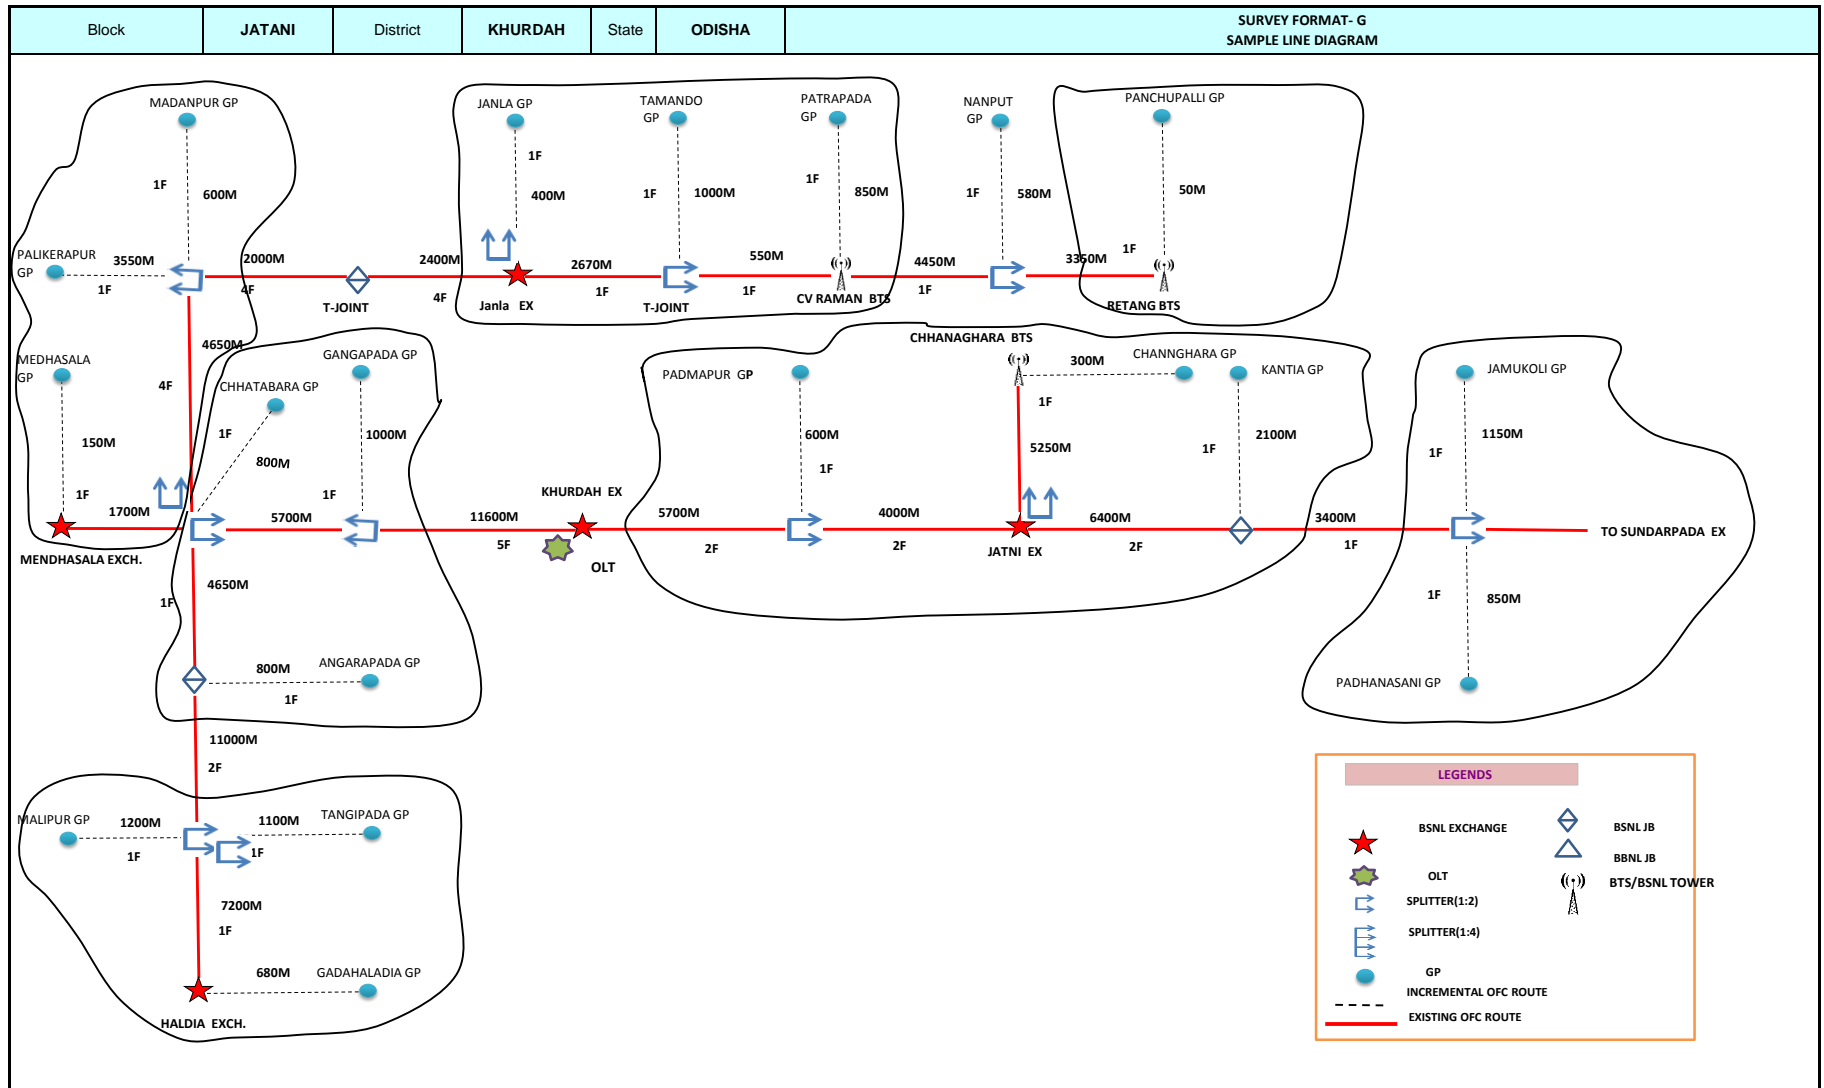 Block JATANI District KHURDAH State ODISHA
SURVEY FORMAT- G
SAMPLE LINE DIAGRAM
MADANPUR GP
JANLA GP
TAMANDO
GP
PATRAPADA
GP
NANPUT
GP
PANCHUPALLI GP
1F
600M
1F
400M
1F
1000M
1F
850M
1F
580M
50M
1F
PALIKERAPUR
GP
3550M
1F
2000M
4F
T-JOINT
2400M
4F
Janla EX
2670M
1F
T-JOINT
550M
1F
CV RAMAN BTS
4450M
1F
3350M
RETANG BTS
4650M
4F
MEDHASALA
GP
150M
1F
1700M
MENDHASALA EXCH.
CHHATABARA GP
1F
800M
GANGAPADA GP
1000M
1F
5700M
11600M
5F
KHURDAH EX
OLT
PADMAPUR GP
600M
1F
5700M
2F
4000M
2F
CHHANAGHARA BTS
300M
1F
CHANNGHARA GP
5250M
JATNI EX
KANTIA GP
2100M
1F
6400M
2F
3400M
1F
JAMUKOLI GP
1150M
1F
TO SUNDARPADA EX
1F
850M
PADHANASANI GP
4650M
1F
800M
1F
ANGARAPADA GP
11000M
2F
MALIPUR GP
1200M
1F
1100M
1F
TANGIPADA GP
7200M
1F
680M
GADAHALADIA GP
HALDIA EXCH.
LEGENDS
BSNL EXCHANGE
BSNL JB
BBNL JB
OLT
BTS/BSNL TOWER
SPLITTER(1:2)
SPLITTER(1:4)
GP
INCREMENTAL OFC ROUTE
EXISTING OFC ROUTE